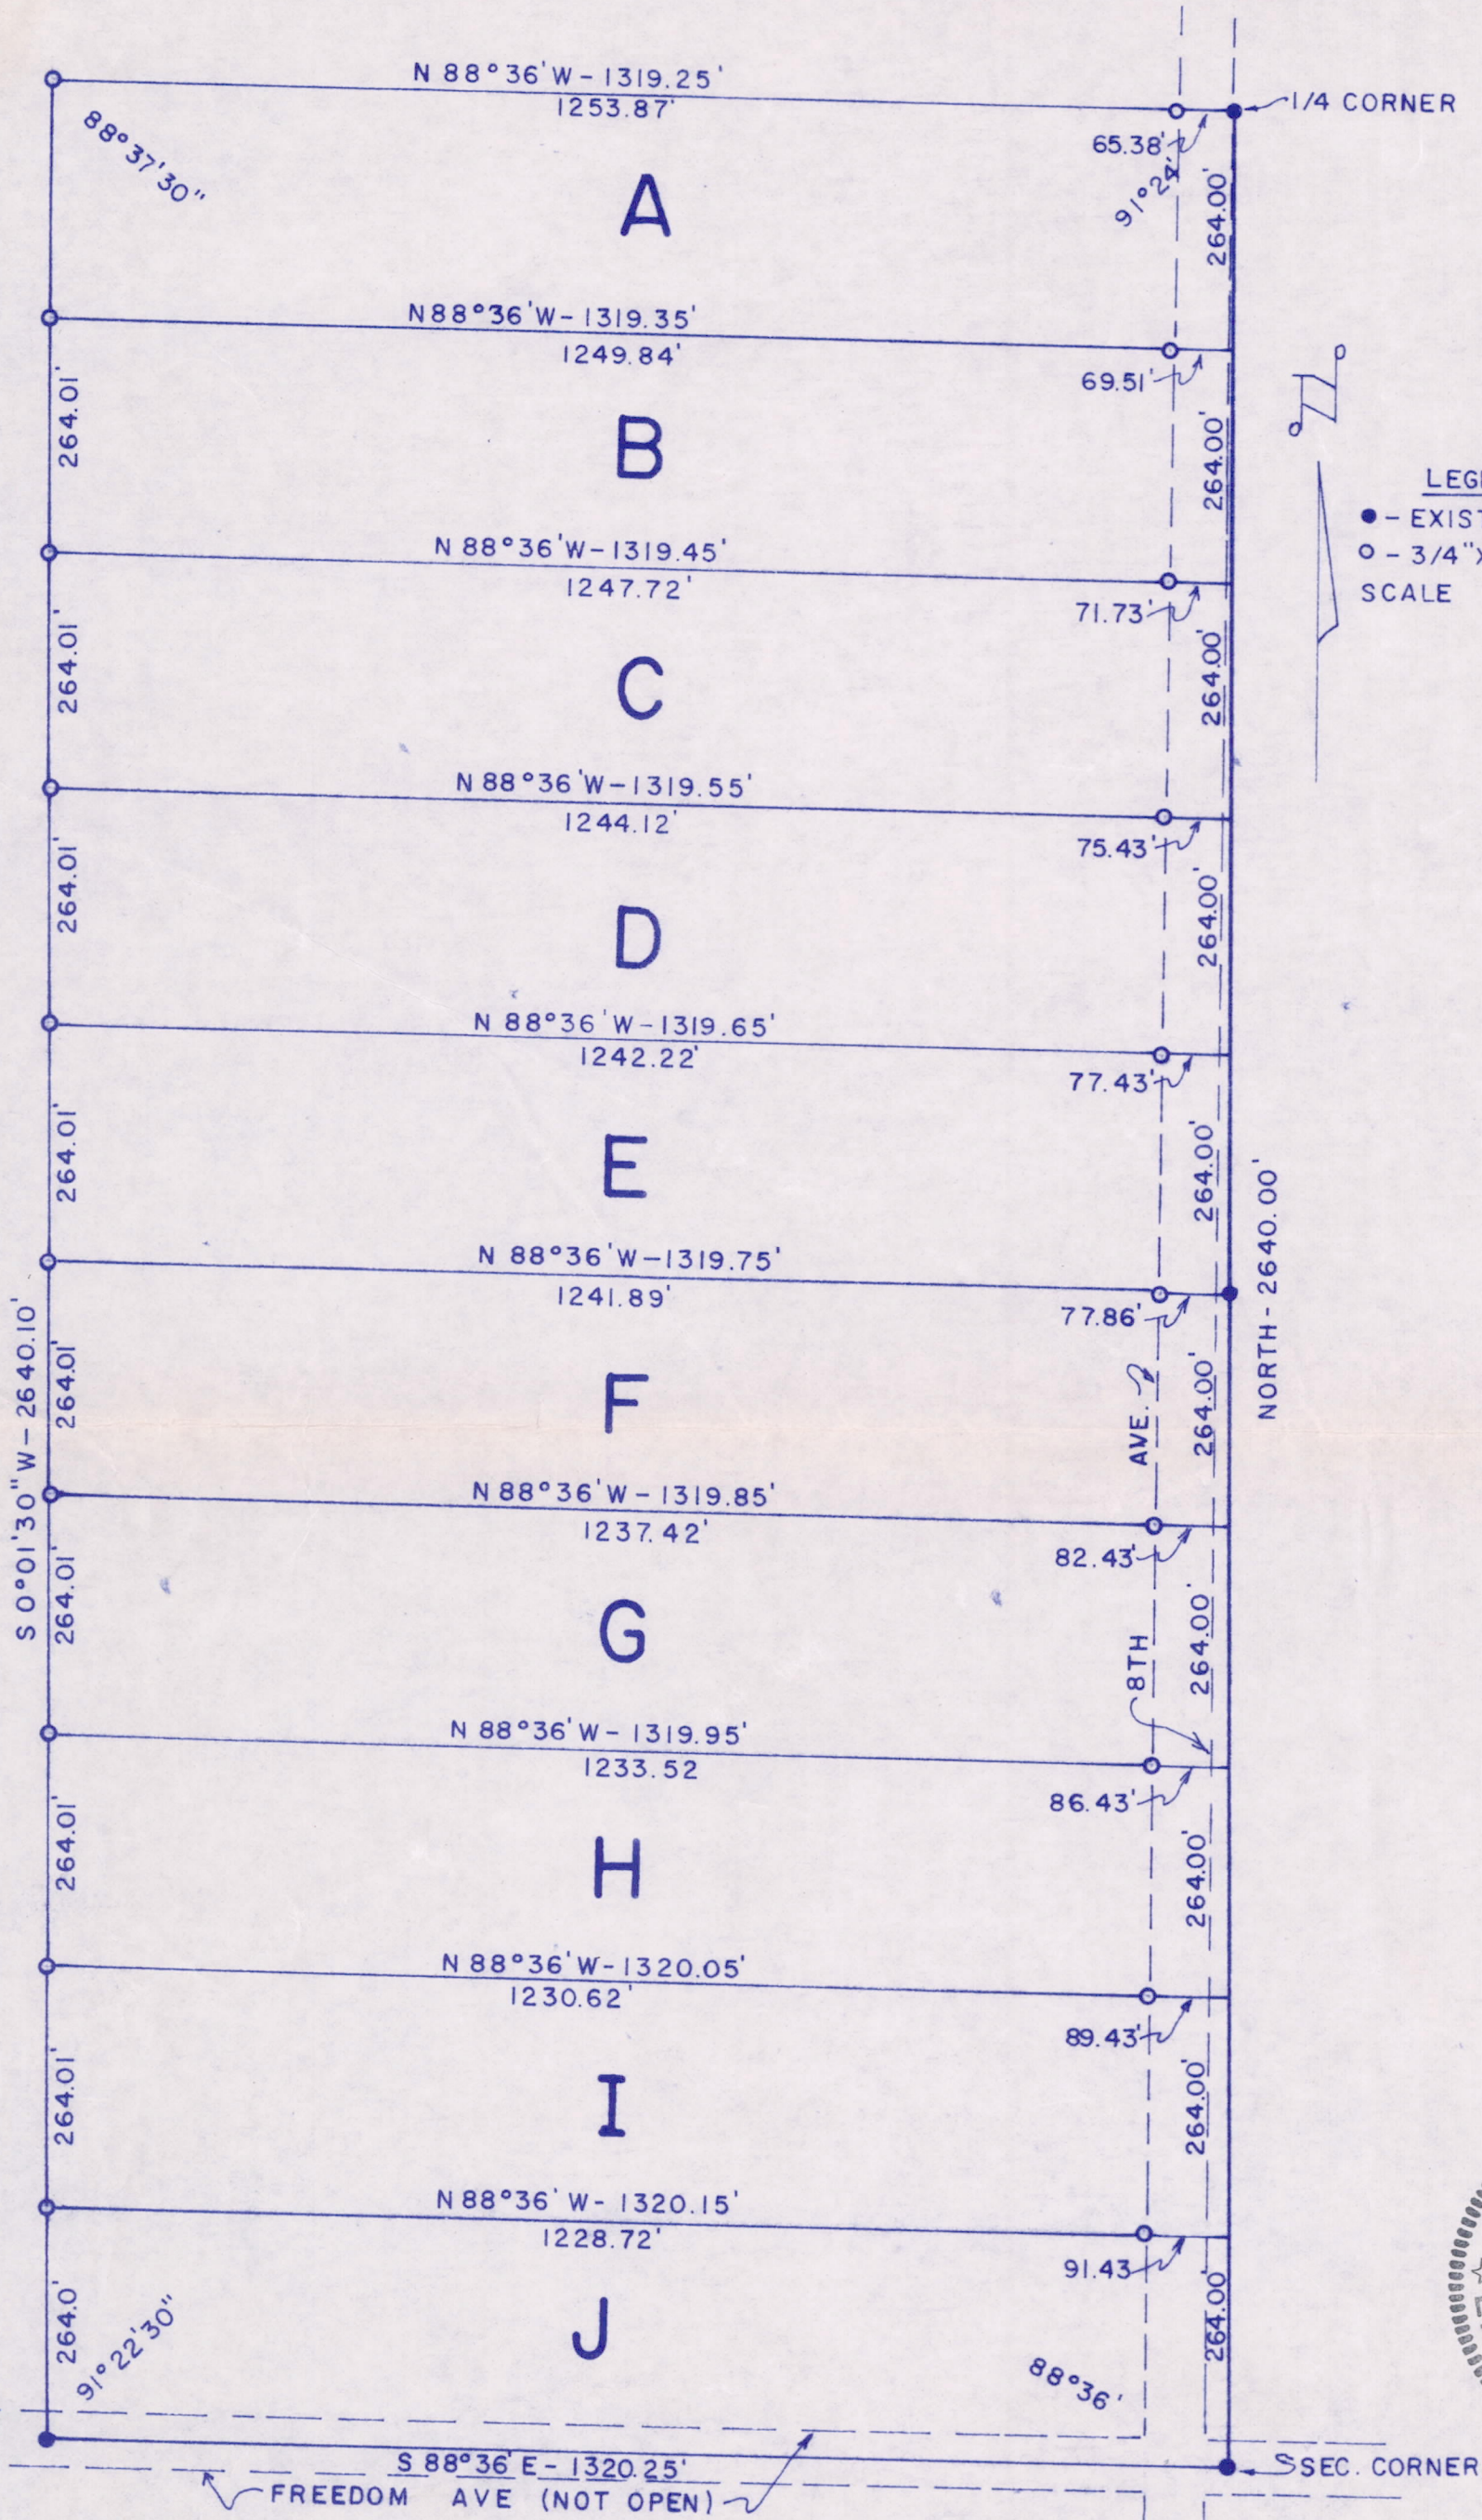 N 88°36'W - 1319.25'
1253.87'
1/4 CORNER
88°37'30"
65.38'
91°24'
A
264.00'
N88°36'W - 1319.35'
1249.84'
69.51'
264.01'
B
264.00'
LEG
● - EXIST
○ - 3/4"X
SCALE
N 88°36'W - 1319.45'
1247.72'
71.73'
264.01'
C
264.00'
N 88°36'W - 1319.55'
1244.12'
75.43'
264.01'
D
264.00'
N 88°36'W - 1319.65'
1242.22'
77.43'
264.01'
E
264.00'
NORTH - 2640.00'
N 88°36'W - 1319.75'
1241.89'
77.86'
S 0°01'30" W - 2640.10'
264.01'
F
AVE.
264.00'
N 88°36'W - 1319.85'
1237.42'
82.43'
264.01'
G
8TH
264.00'
N 88°36'W - 1319.95'
1233.52
86.43'
264.01'
H
264.00'
N 88°36'W - 1320.05'
1230.62'
89.43'
264.01'
I
264.00'
N 88°36'W - 1320.15'
1228.72'
91.43
264.0'
J
264.00'
91°22'30"
88°36'
S 88°36'E - 1320.25'
SEC. CORNER
FREEDOM AVE (NOT OPEN)